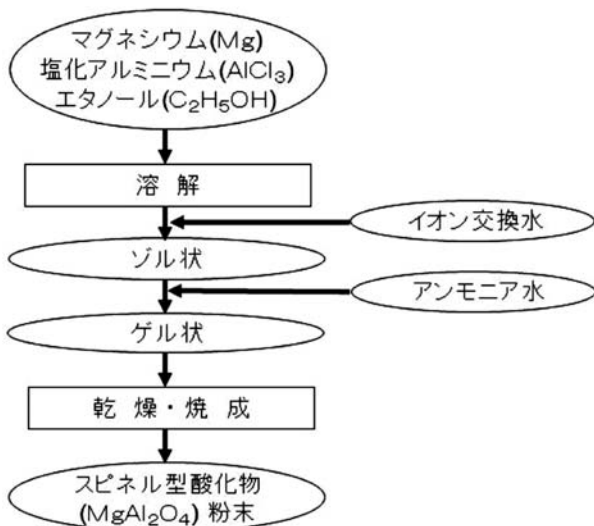 マグネシウム(Mg)
塩化アルミニウム(AlCl₃)
エタノール(C₂H₅OH)
溶 解
イオン交換水
ゾル状
アンモニア水
ゲル状
乾 燥・焼 成
スピネル型酸化物
(MgAl₂O₄) 粉末